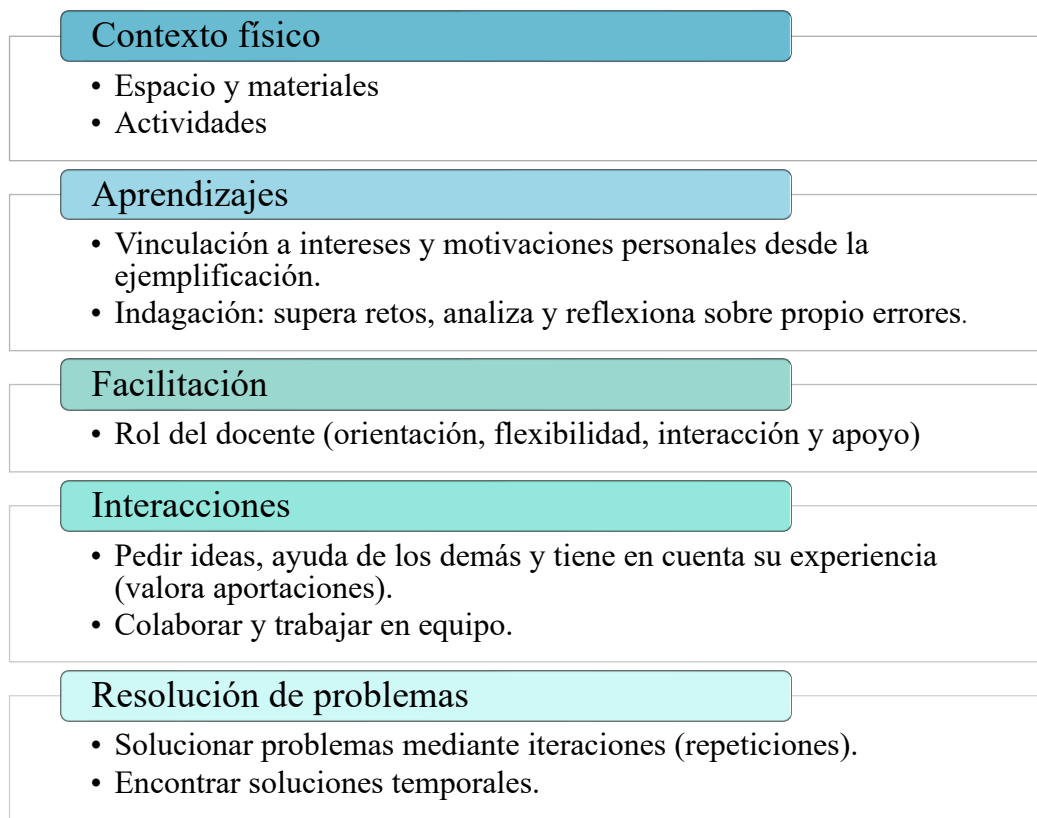 Contexto físico
• Espacio y materiales
• Actividades
Aprendizajes
• Vinculación a intereses y motivaciones personales desde la
ejemplificación.
• Indagación: supera retos, analiza y reflexiona sobre propio errores.
Facilitación
• Rol del docente (orientación, flexibilidad, interacción y apoyo)
Interacciones
• Pedir ideas, ayuda de los demás y tiene en cuenta su experiencia
(valora aportaciones).
• Colaborar y trabajar en equipo.
Resolución de problemas
• Solucionar problemas mediante iteraciones (repeticiones).
• Encontrar soluciones temporales.